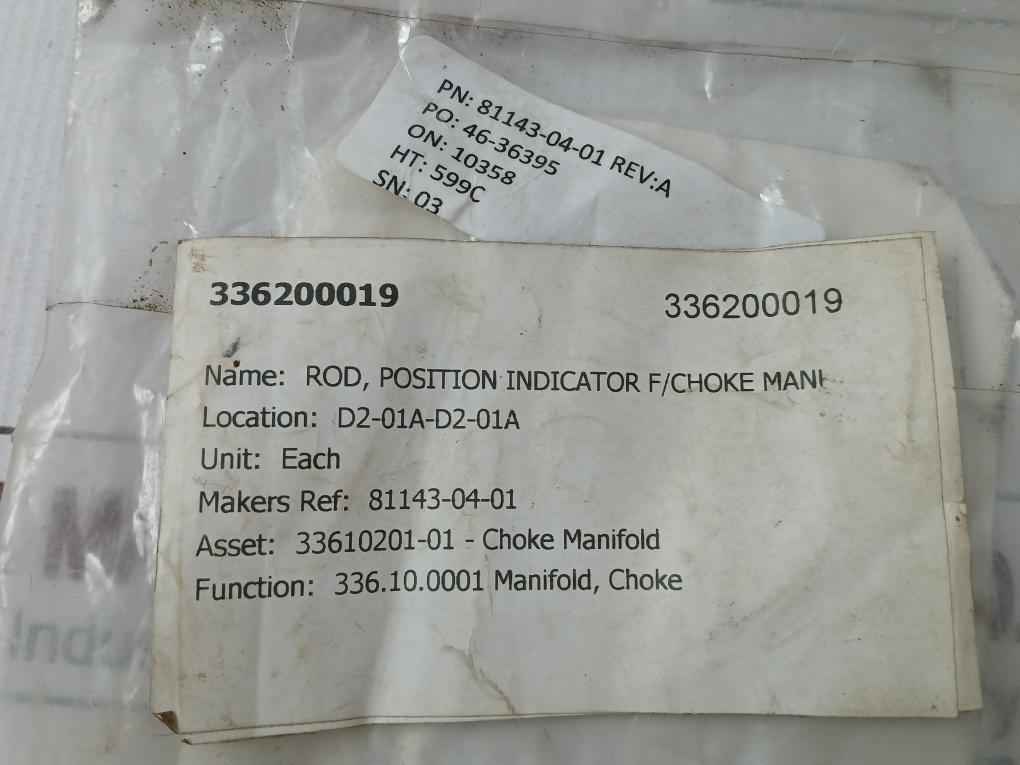 PN: 81143-04-01 REV:A
PO: 46-36395
ON: 10358
HT: 599C
SN: 03
336200019 336200019
Name: ROD, POSITION INDICATOR F/CHOKE
Location: D2-01A-D2-01A
Unit: Each
Makers Ref: 81143-04-01
Asset: 33610201-01 - Choke Manifold
Function: 336.10.0001 Manifold, Choke